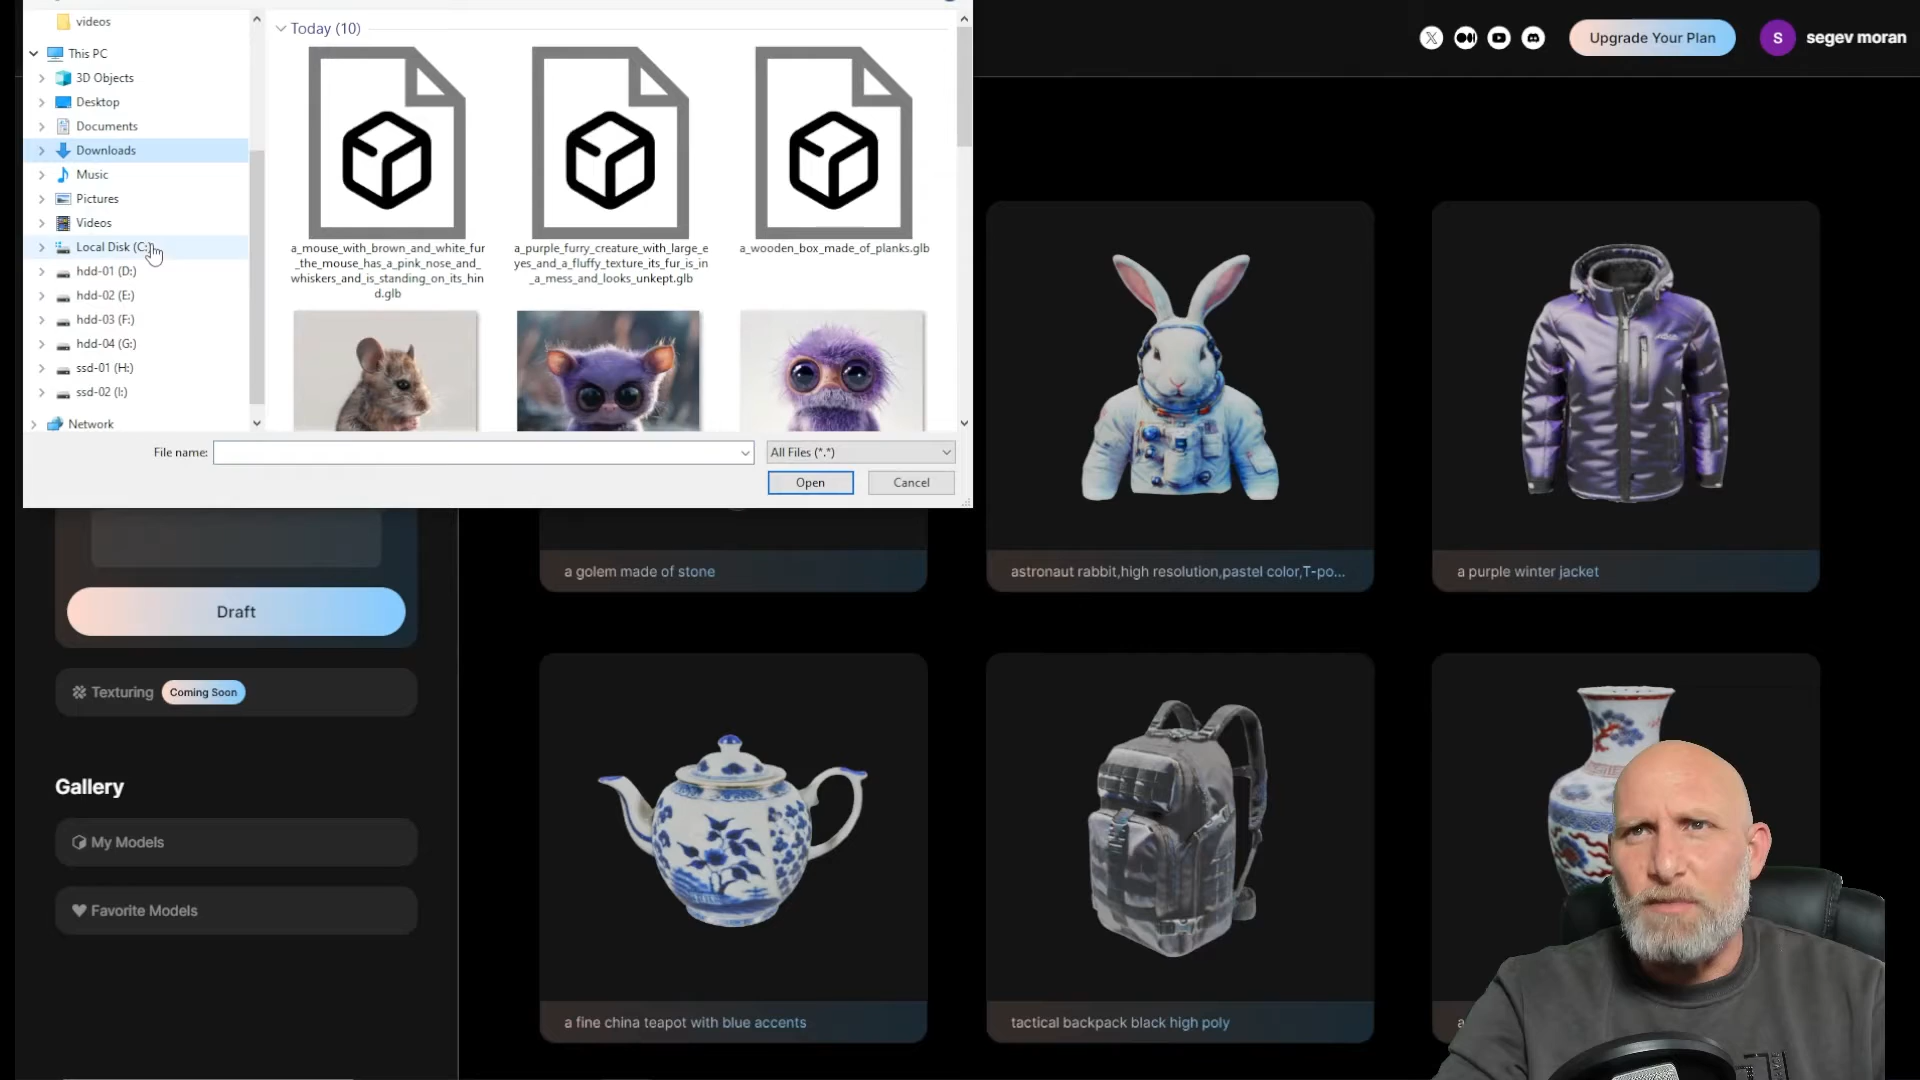 videos
Today (10)
This PC
3D Objects
Desktop
Documents
Downloads
Music
Pictures
Videos
Local Disk (C:)
hdd-01 (D:)
hdd-02 (E:)
hdd-03 (F:)
hdd-04 (G:)
ssd-01 (H:)
ssd-02 (I:)
Network
a_mouse_with_brown_and_white_fur
_the_mouse_has_a_pink_nose_and_
whiskers_and_is_standing_on_its_hin
d.glb
a_purple_furry_creature_with_large_e
yes_and_a_fluffy_texture_its_fur_is_in
_a_mess_and_looks_unkept.glb
a_wooden_box_made_of_planks.glb
File name:
All Files (*.*)
Open
Cancel
Upgrade Your Plan
S
segev moran
Draft
Texturing
Coming Soon
Gallery
My Models
Favorite Models
a golem made of stone
astronaut rabbit,high resolution,pastel color,T-po...
a purple winter jacket
a fine china teapot with blue accents
tactical backpack black high poly
a